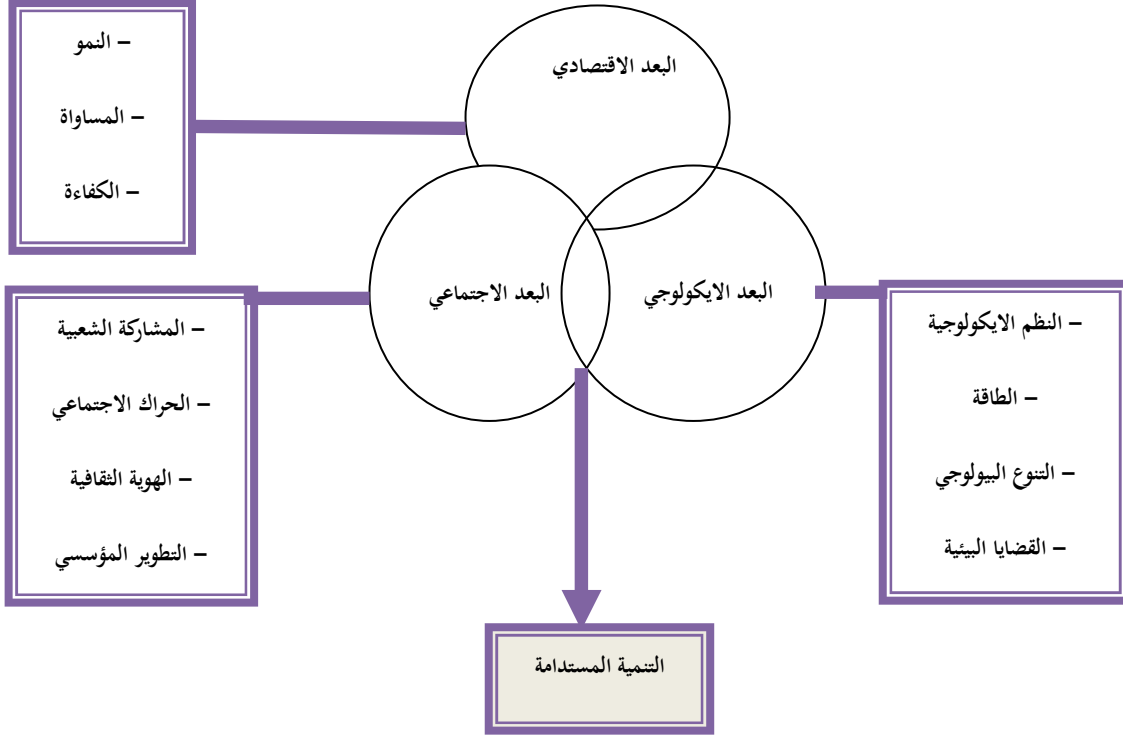 البعد الاقتصادي
– النمو
– المساواة
– الكفاءة
البعد الايكولوجي
البعد الاجتماعي
– النظم الايكولوجية
– الطاقة
– التنوع البيولوجي
– القضايا البيئية
– المشاركة الشعبية
– الحراك الاجتماعي
– الهوية الثقافية
– التطوير المؤسسي
التنمية المستدامة